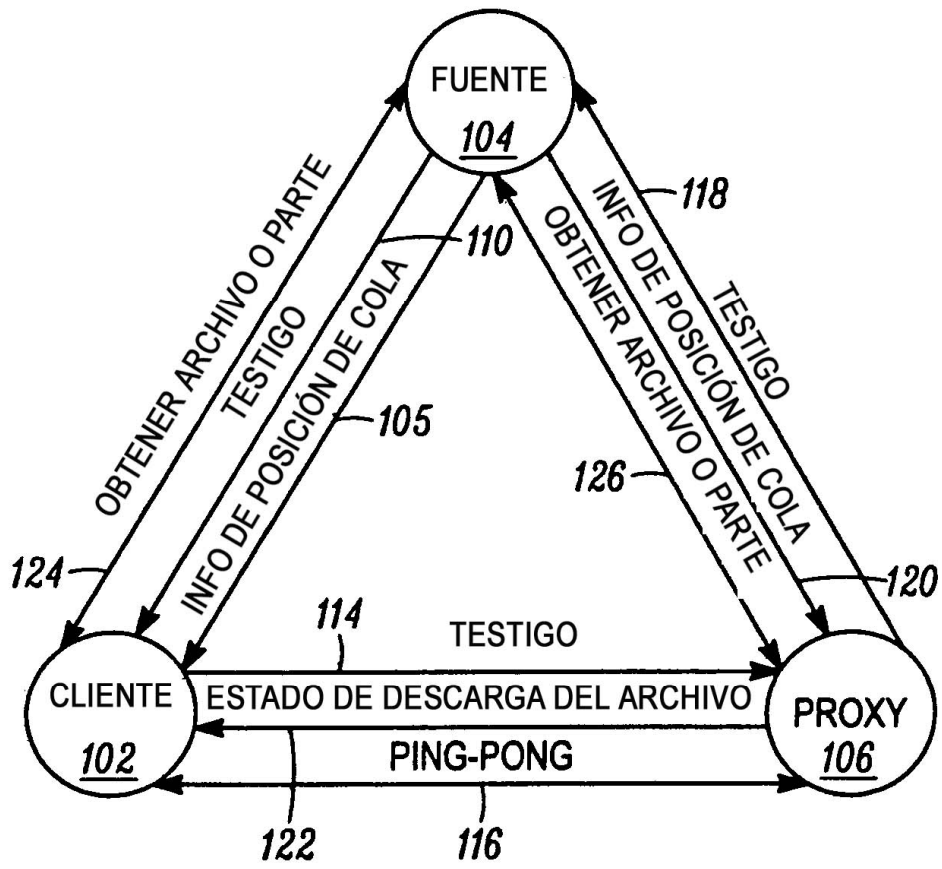 FUENTE
104
OBTENER ARCHIVO O PARTE
TESTIGO
110
INFO DE POSICIÓN DE COLA
105
124
118
TESTIGO
INFO DE POSICIÓN DE COLA
OBTENER ARCHIVO O PARTE
126
120
114
TESTIGO
CLIENTE
102
ESTADO DE DESCARGA DEL ARCHIVO
PROXY
106
PING-PONG
122
116